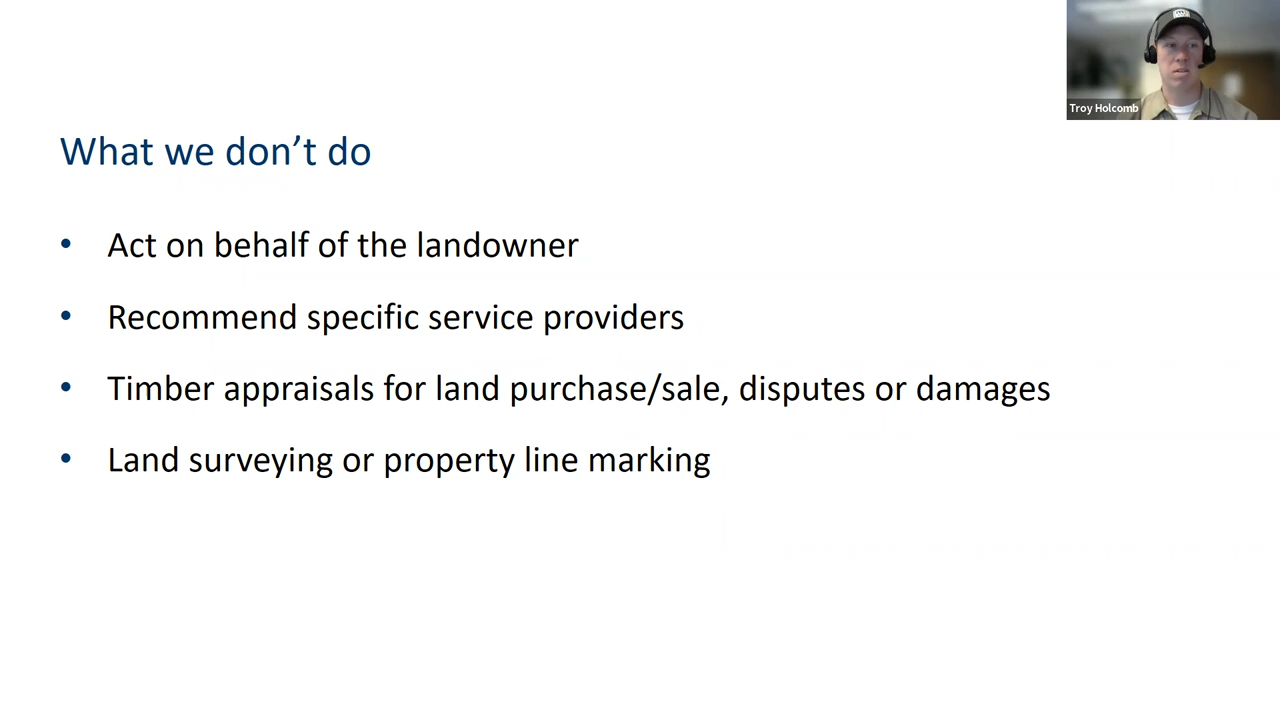 Troy Holcomb
What we don’t do
• Act on behalf of the landowner
• Recommend specific service providers
• Timber appraisals for land purchase/sale, disputes or damages
• Land surveying or property line marking